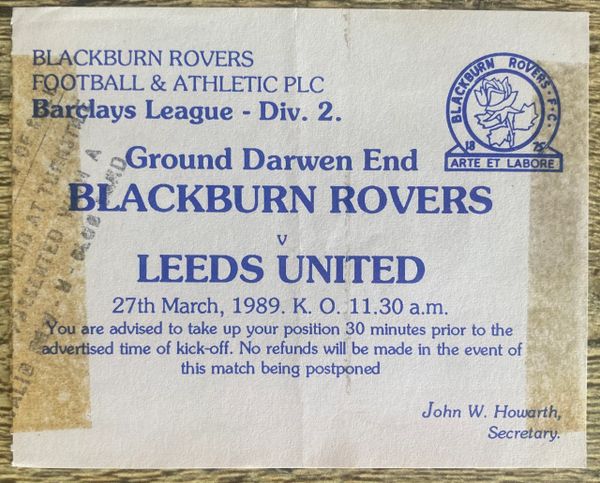 BLACKBURN ROVERS
FOOTBALL & ATHLETIC PLC
Barclays League - Div. 2.
BLACKBURN ROVERS F.C.
18 75
ARTE ET LABORE
Ground Darwen End
BLACKBURN ROVERS
v
LEEDS UNITED
27th March, 1989. K. O. 11.30 a.m.
You are advised to take up your position 30 minutes prior to the
advertised time of kick-off. No refunds will be made in the event of
this match being postponed
John W. Howarth,
Secretary.